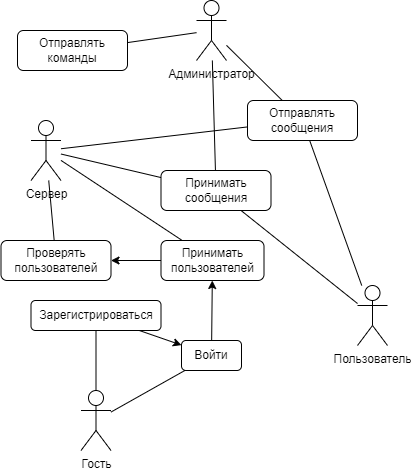 Отправлять
команды
Администратор
Отправлять
сообщения
Сервер
Принимать
сообщения
Проверять
пользователей
Принимать
пользователей
Зарегистрироваться
Войти
Пользователь
Гость